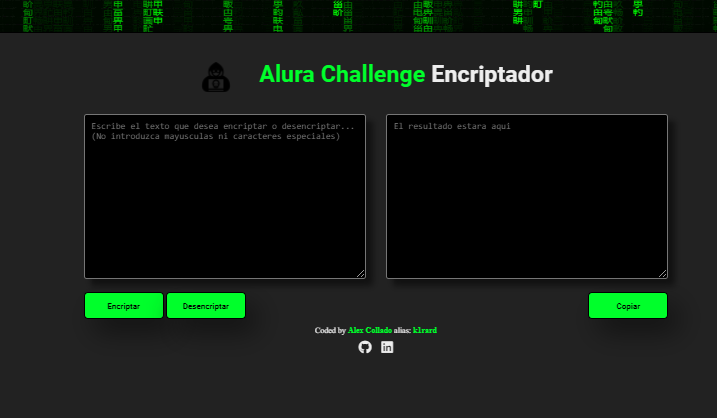 Alura Challenge Encriptador
Escribe el texto que desea encriptar o desencriptar...
(No introduzca mayusculas ni caracteres especiales)
El resultado estara aqui
Encriptar
Desencriptar
Copiar
Coded by Alex Collado alias: k1rxrd